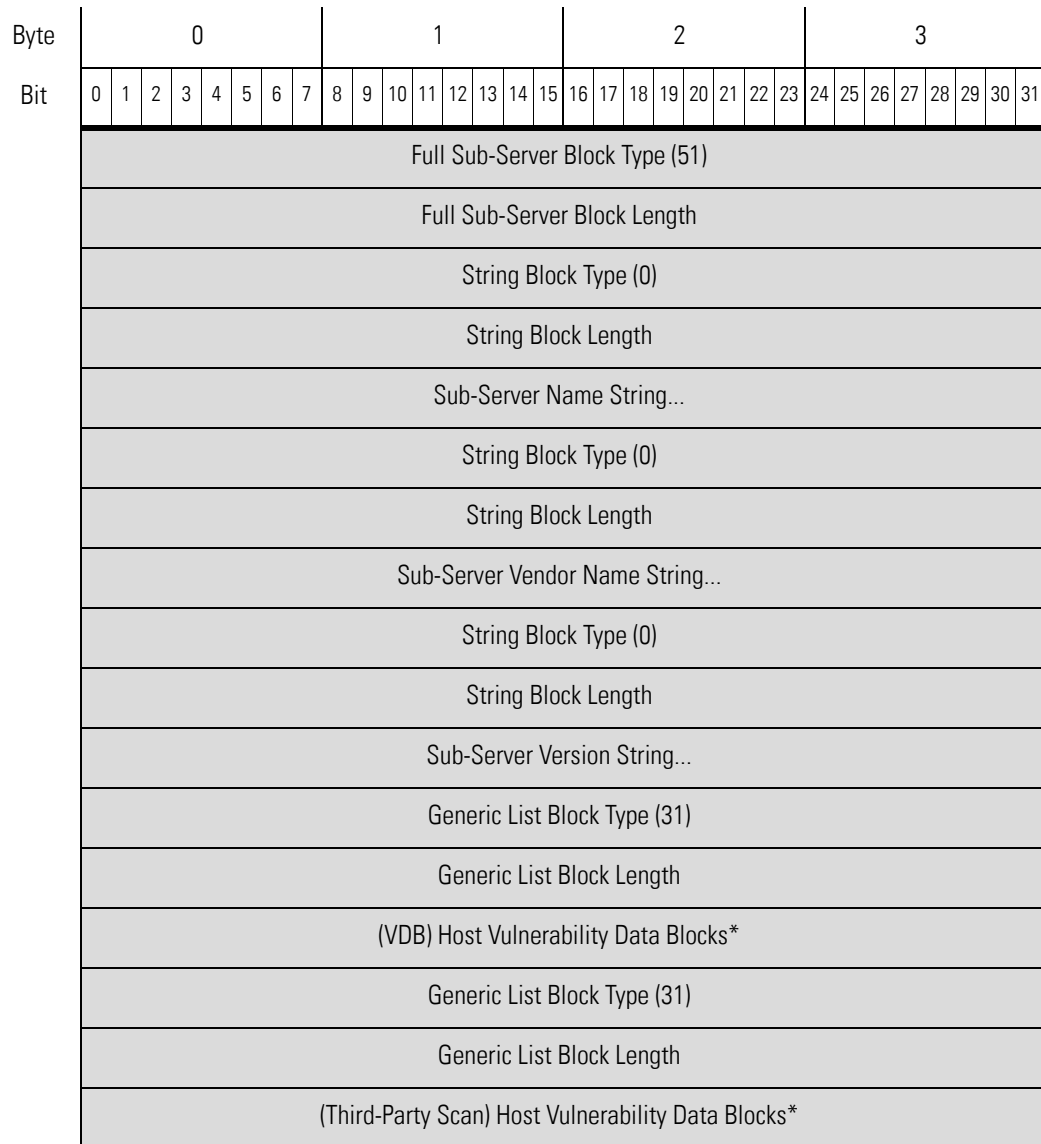 Byte 0 1 2 3
Bit 0 1 2 3 4 5 6 7 8 9 10 11 12 13 14 15 16 17 18 19 20 21 22 23 24 25 26 27 28 29 30 31
Full Sub-Server Block Type (51)
Full Sub-Server Block Length
String Block Type (0)
String Block Length
Sub-Server Name String...
String Block Type (0)
String Block Length
Sub-Server Vendor Name String...
String Block Type (0)
String Block Length
Sub-Server Version String...
Generic List Block Type (31)
Generic List Block Length
(VDB) Host Vulnerability Data Blocks*
Generic List Block Type (31)
Generic List Block Length
(Third-Party Scan) Host Vulnerability Data Blocks*